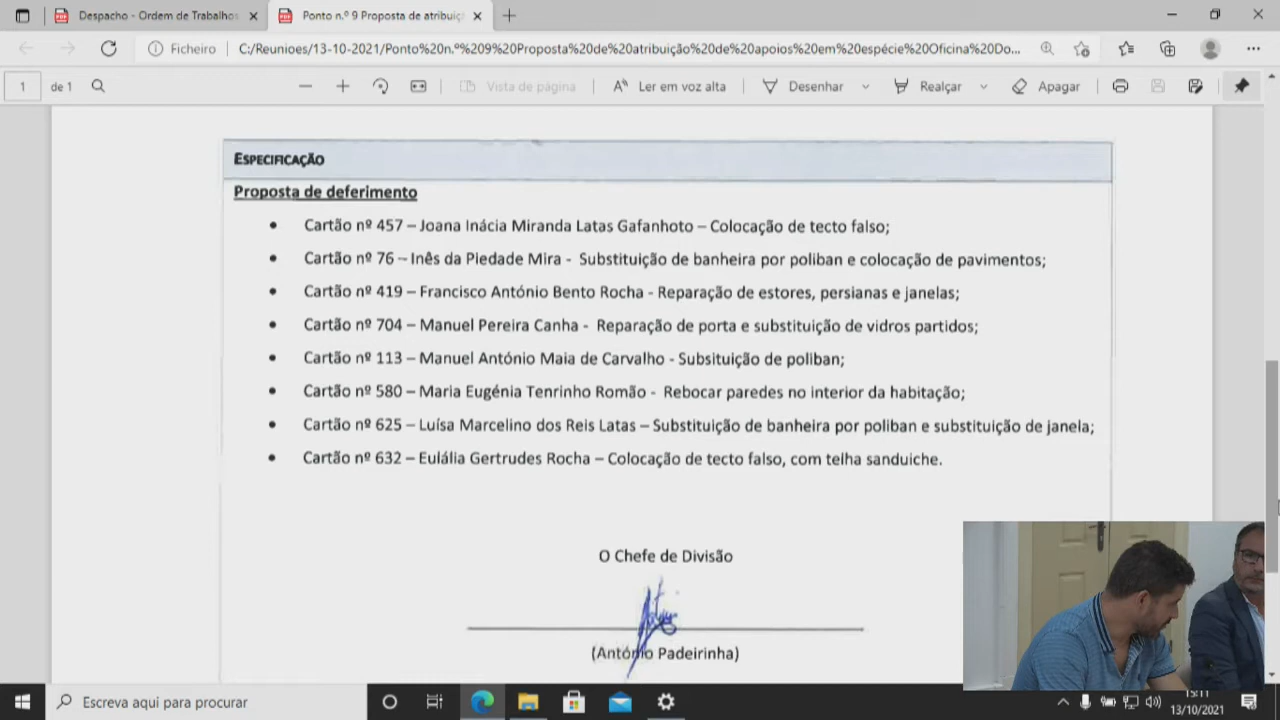 Despacho - Ordem de Trabalhos
Ponto n.º 9 Proposta de atribuiç
Ficheiro
C:/Reunioes/13-10-2021/Ponto%20n.º%209%20Proposta%20de%20atribuição%20de%20apoios%20em%20espécie%20Oficina%20Do...
1 de 1
Vista de página
Ler em voz alta
Desenhar
Realçar
Apagar
ESPECIFICAÇÃO
Proposta de deferimento
• Cartão nº 457 – Joana Inácia Miranda Latas Gafanhoto – Colocação de tecto falso;
• Cartão nº 76 – Inês da Piedade Mira - Substituição de banheira por poliban e colocação de pavimentos;
• Cartão nº 419 – Francisco António Bento Rocha - Reparação de estores, persianas e janelas;
• Cartão nº 704 – Manuel Pereira Canha - Reparação de porta e substituição de vidros partidos;
• Cartão nº 113 – Manuel António Maia de Carvalho - Subsituição de poliban;
• Cartão nº 580 – Maria Eugénia Tenrinho Romão - Rebocar paredes no interior da habitação;
• Cartão nº 625 – Luísa Marcelino dos Reis Latas – Substituição de banheira por poliban e substituição de janela;
• Cartão nº 632 – Eulália Gertrudes Rocha – Colocação de tecto falso, com telha sanduiche.
O Chefe de Divisão
(António Padeirinha)
Escreva aqui para procurar
15:11
13/10/2021